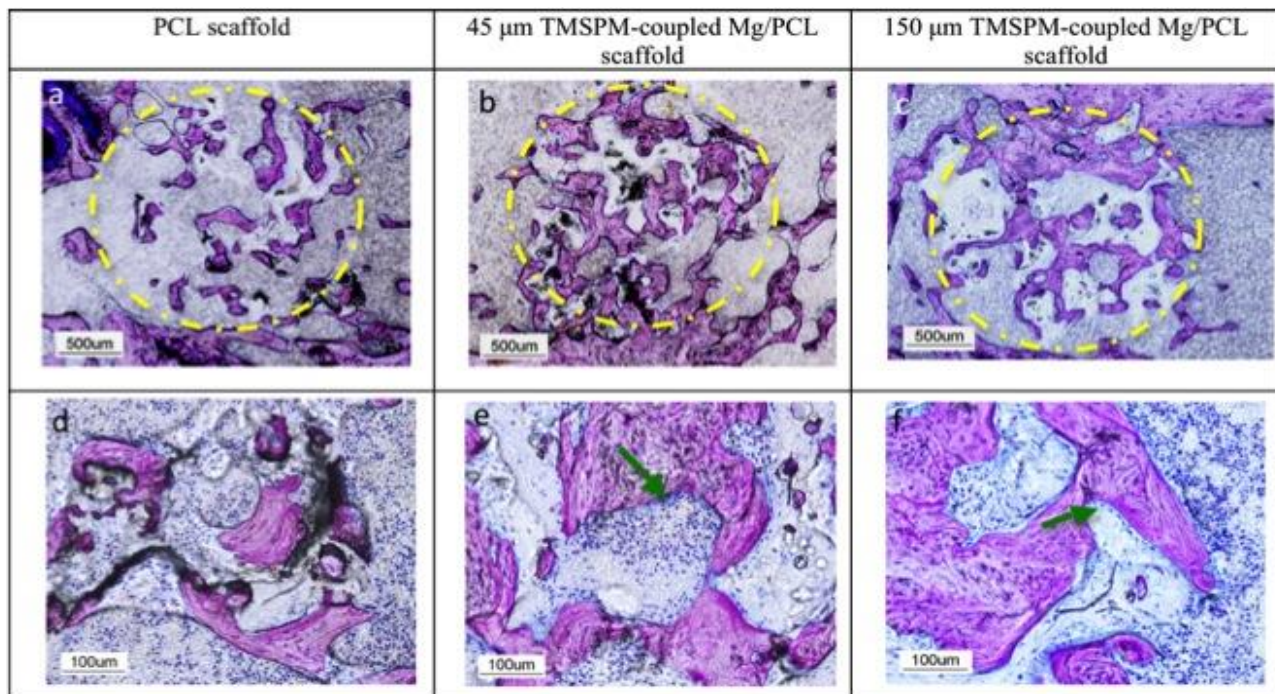 PCL scaffold
45 μm TMSPM-coupled Mg/PCL
scaffold
150 μm TMSPM-coupled Mg/PCL
scaffold
a
b
c
500um
500um
500um
d
e
f
100um
100um
100um